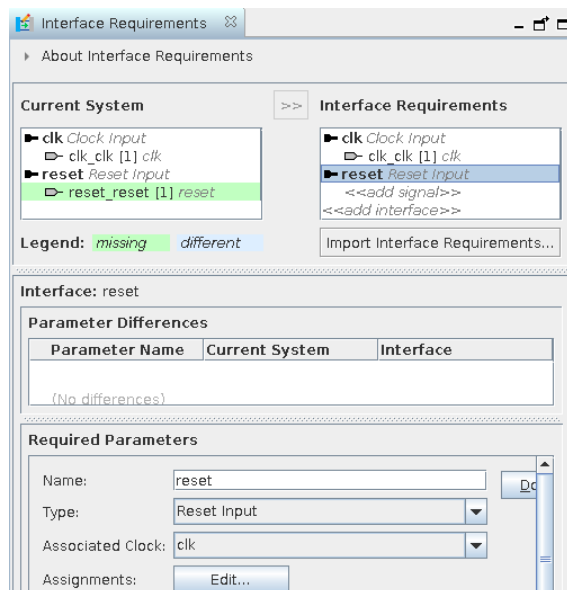 Interface Requirements
About Interface Requirements
Current System >> Interface Requirements
clk Clock Input
clk_clk [1] clk
reset Reset Input
reset_reset [1] reset
clk Clock Input
clk_clk [1] clk
reset Reset Input
<<add signal>>
<<add interface>>
Legend: missing different
Import Interface Requirements...
Interface: reset
Parameter Differences
Parameter Name Current System Interface
(No differences)
Required Parameters
Name: reset
Type: Reset Input
Associated Clock: clk
Assignments: Edit...